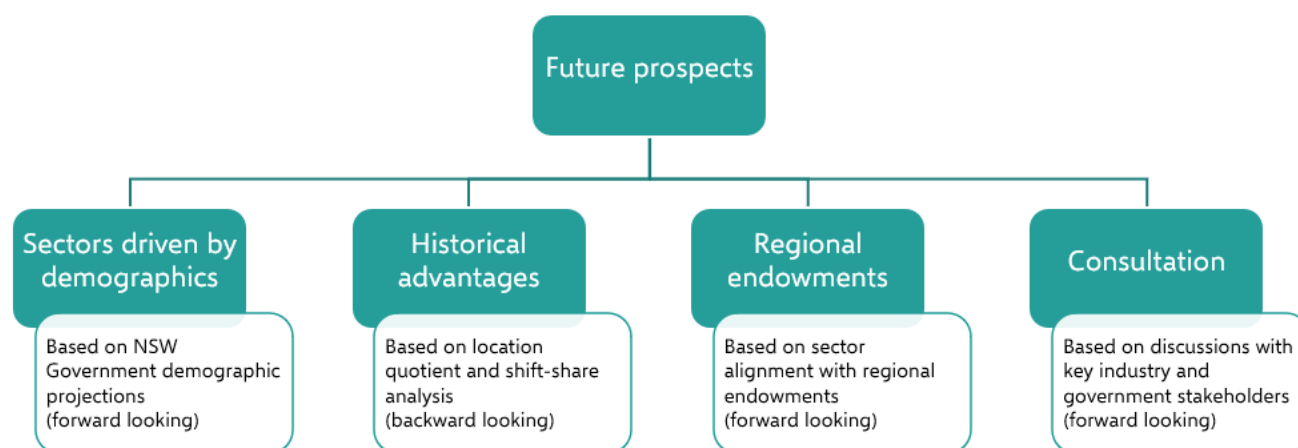 Future prospects
Sectors driven by
demographics
Based on NSW
Government demographic
projections
(forward looking)
Historical
advantages
Based on location
quotient and shift-share
analysis
(backward looking)
Regional
endowments
Based on sector
alignment with regional
endowments
(forward looking)
Consultation
Based on discussions with
key industry and
government stakeholders
(forward looking)